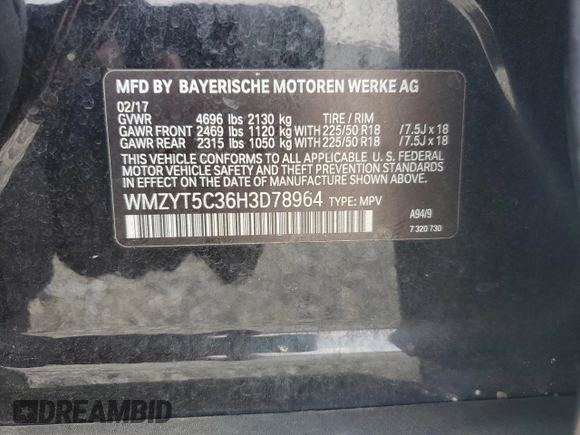 MFD BY BAYERISCHE MOTOREN WERKE AG
02/17
GVWR 4696 lbs 2130 kg TIRE / RIM
GAWR FRONT 2469 lbs 1120 kg WITH 225/50 R18 / 7.5J x 18
GAWR REAR 2315 lbs 1050 kg WITH 225/50 R18 / 7.5J x 18
THIS VEHICLE CONFORMS TO ALL APPLICABLE U. S. FEDERAL
MOTOR VEHICLE SAFETY AND THEFT PREVENTION
STANDARDS IN EFFECT ON THE DATE OF MANUFACTURE SHOWN ABOVE.
WMZYT5C36H3D78964 TYPE: MPV
A94/9
7 320 730
DREAMBID